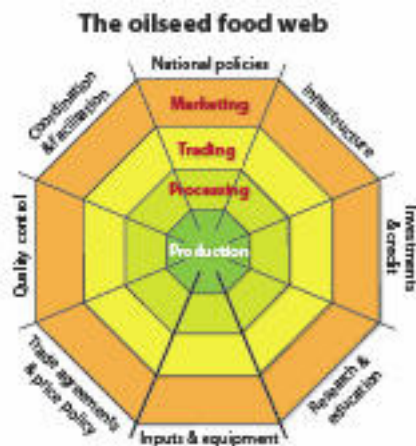 The oilseed food web
National policies
Coordination
& facilitation
Marketing
Infrastructure
Trading
Processing
Quality control
Production
Investments
& credit
Trade agreements
& price policy
Research &
education
Inputs & equipment